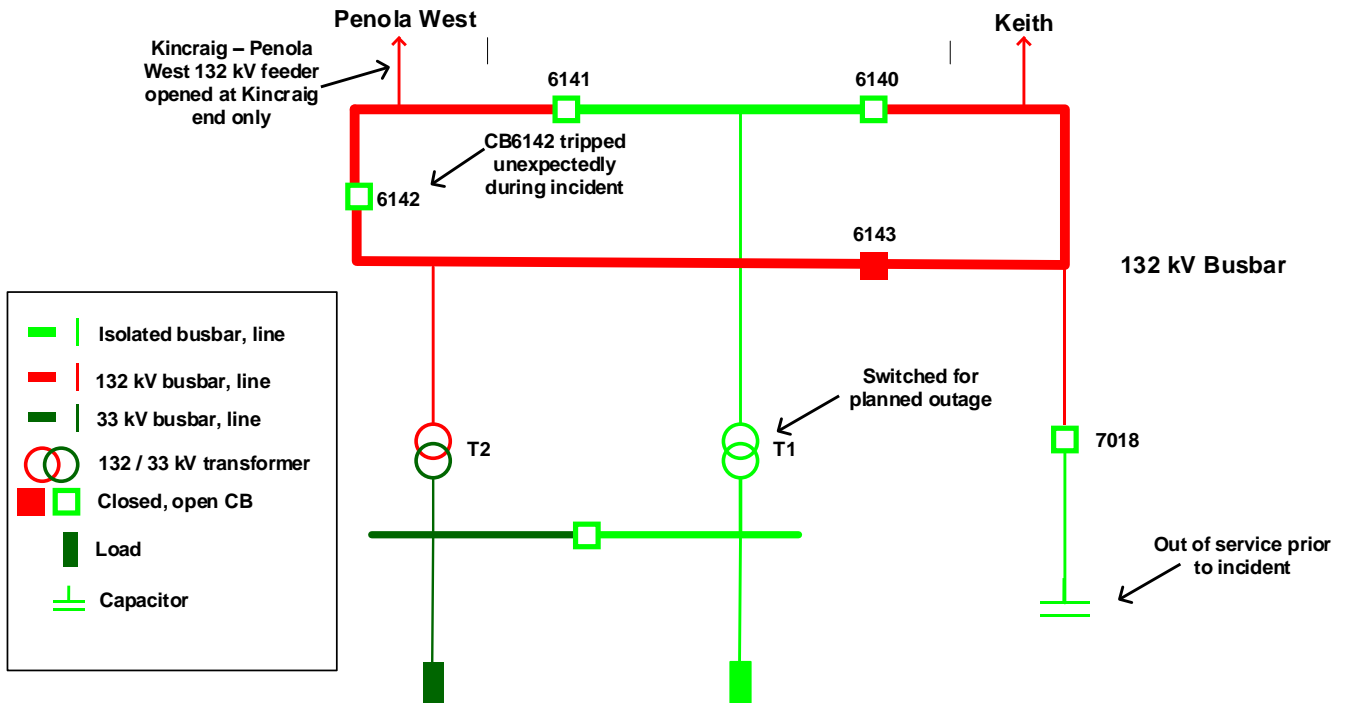 Penola West
Keith
Kincraig – Penola
West 132 kV feeder
opened at Kincraig
end only
6141
6140
CB6142 tripped
unexpectedly
during incident
6142
6143
132 kV Busbar
Isolated busbar, line
132 kV busbar, line
33 kV busbar, line
132 / 33 kV transformer
Closed, open CB
Load
Capacitor
Switched for
planned outage
T2
T1
7018
Out of service prior
to incident